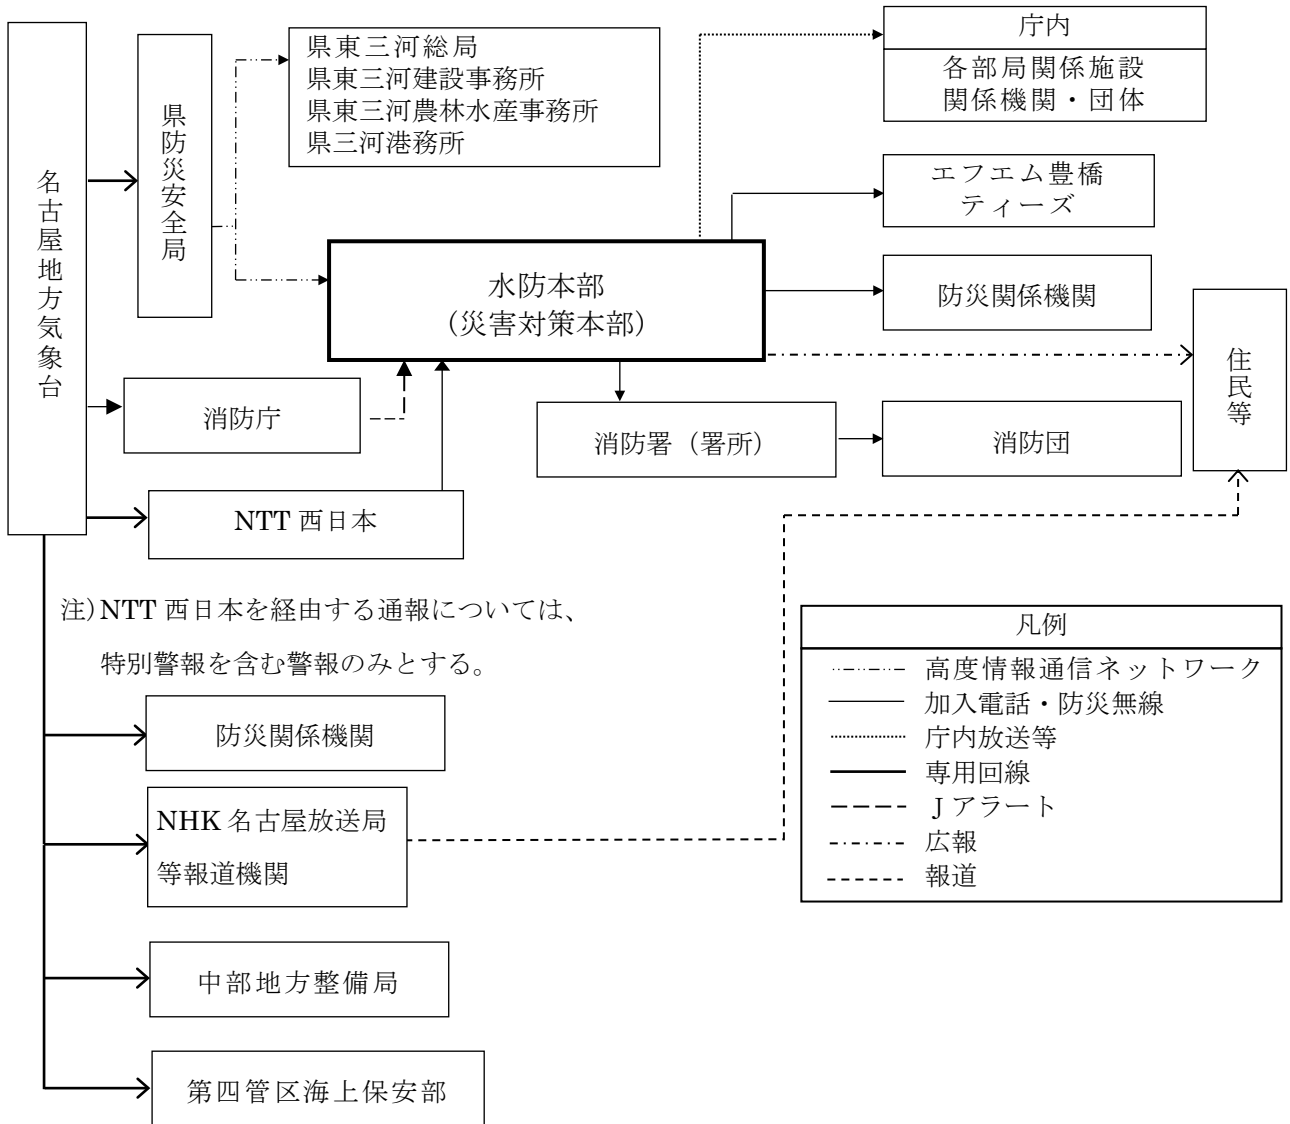 名古屋地方気象台
県防災安全局
県東三河総局
県東三河建設事務所
県東三河農林水産事務所
県三河港務所
庁内
各部局関係施設
関係機関・団体
エフエム豊橋
ティーズ
水防本部
（災害対策本部）
防災関係機関
住民等
消防庁
消防署（署所）
消防団
NTT 西日本
注)NTT 西日本を経由する通報については、
特別警報を含む警報のみとする。
防災関係機関
NHK 名古屋放送局
等報道機関
中部地方整備局
第四管区海上保安部
凡例
高度情報通信ネットワーク
加入電話・防災無線
庁内放送等
専用回線
Ｊアラート
広報
報道